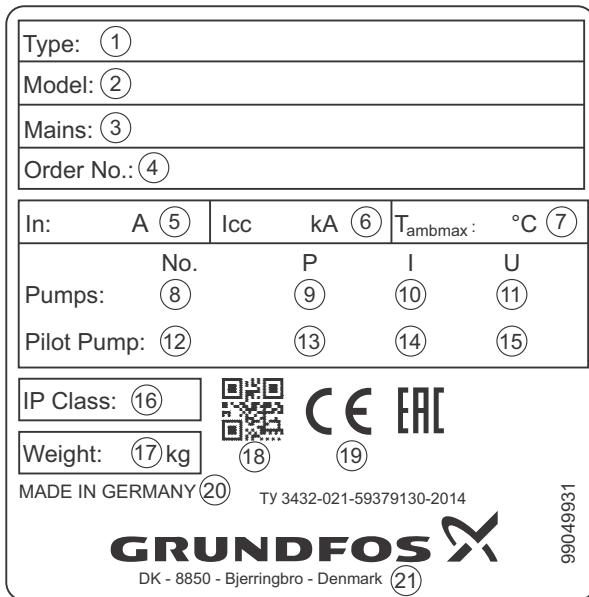 Type: 1
Model: 2
Mains: 3
Order No.: 4
In: A 5 Icc kA 6 Tambmax: °C 7
No. P I U
Pumps: 8 9 10 11
Pilot Pump: 12 13 14 15
IP Class: 16
CE EAC
Weight: 17 kg 18 19
MADE IN GERMANY 20 ТУ 3432-021-59379130-2014
99049931
GRUNDFOS
DK - 8850 - Bjerringbro - Denmark 21